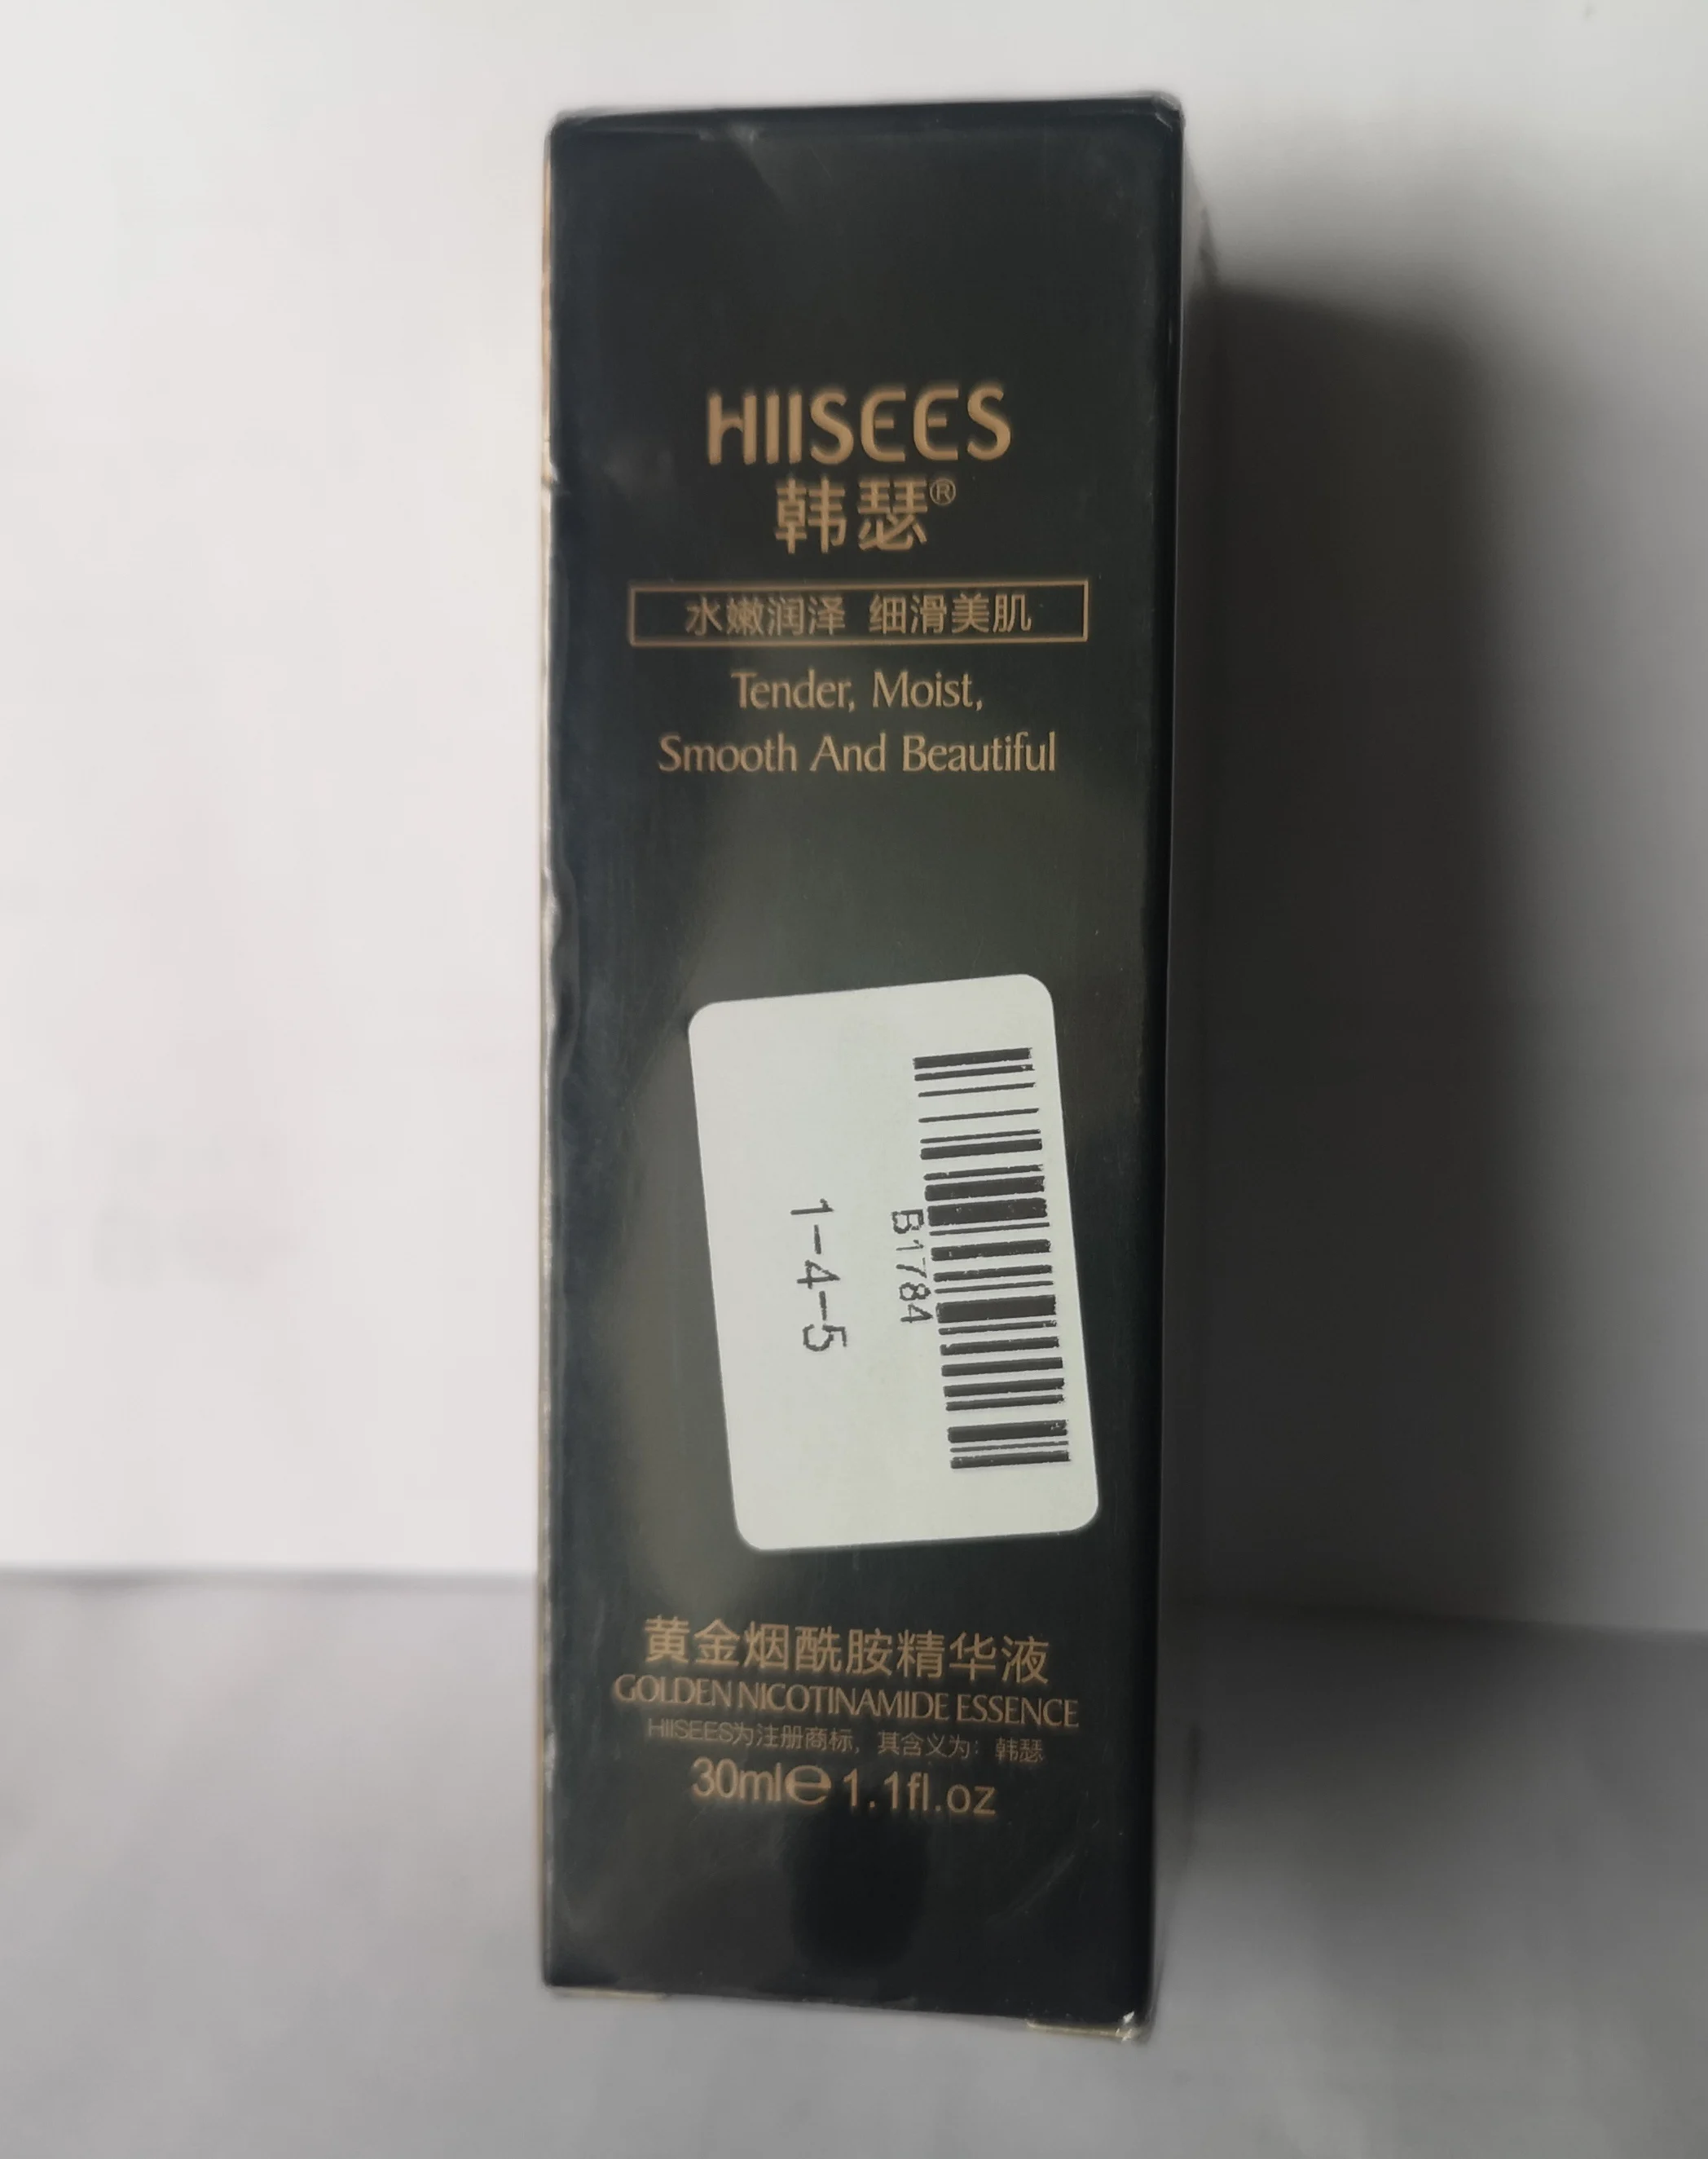 HIISEES
韩瑟®
水嫩润泽 细滑美肌
Tender, Moist,
Smooth And Beautiful
B1784
1-4-5
黄金烟酰胺精华液
GOLDEN NICOTINAMIDE ESSENCE
HIISEES为注册商标，其含义为：韩瑟
30ml℮1.1fl.oz